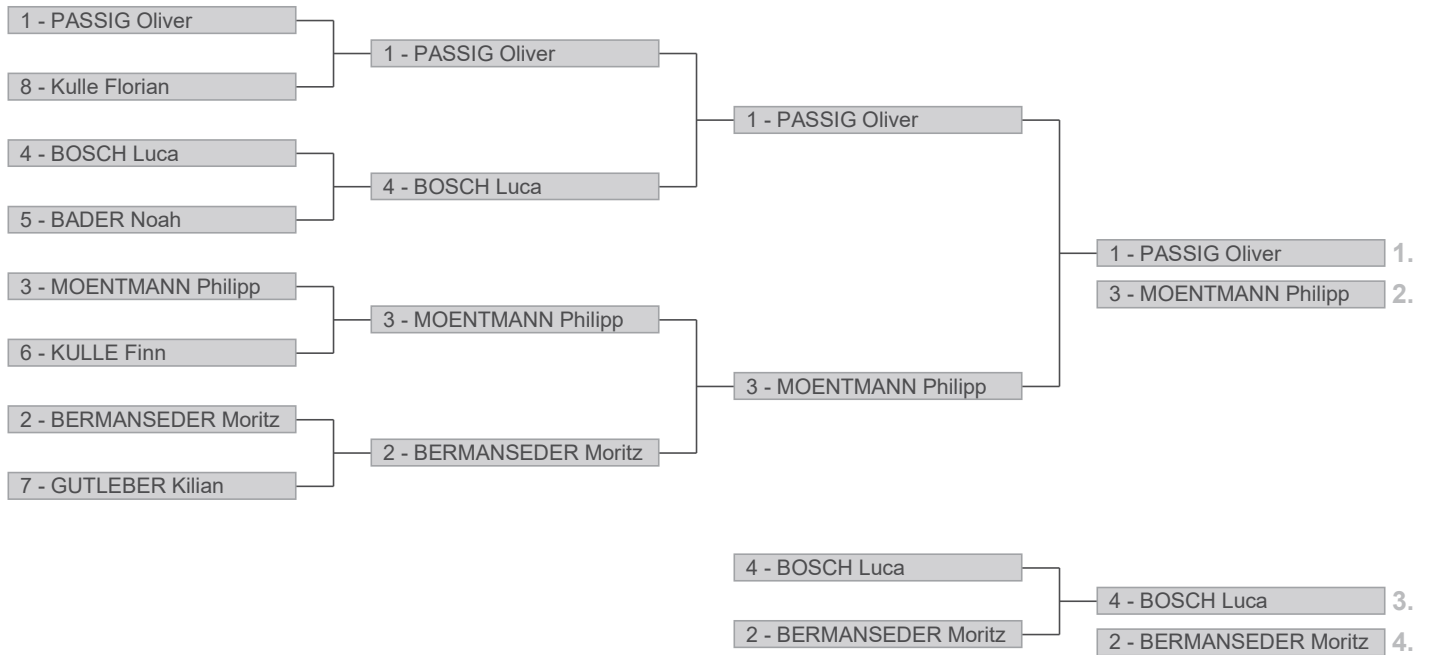 1 - PASSIG Oliver
8 - Kulle Florian
4 - BOSCH Luca
5 - BADER Noah
3 - MOENTMANN Philipp
6 - KULLE Finn
2 - BERMANSEDER Moritz
7 - GUTLEBER Kilian
1 - PASSIG Oliver
4 - BOSCH Luca
3 - MOENTMANN Philipp
2 - BERMANSEDER Moritz
1 - PASSIG Oliver
3 - MOENTMANN Philipp
1 - PASSIG Oliver 1.
3 - MOENTMANN Philipp 2.
4 - BOSCH Luca
2 - BERMANSEDER Moritz
4 - BOSCH Luca 3.
2 - BERMANSEDER Moritz 4.